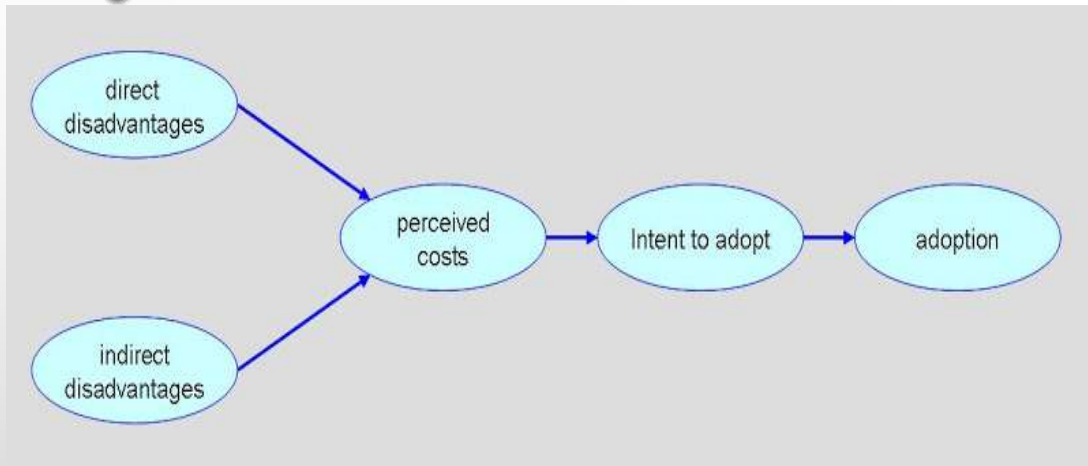 direct
disadvantages
perceived
costs
Intent to adopt
adoption
indirect
disadvantages